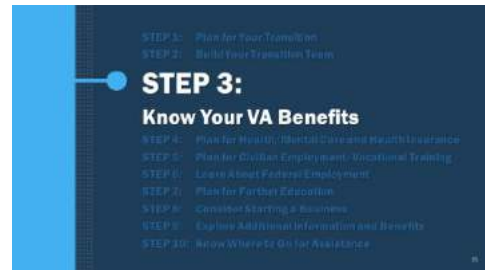 STEP 1: Plan for Your Transition
STEP 2: Build Your Transition Team
STEP 3:
Know Your VA Benefits
STEP 4: Plan for Health, Mental Care and Health Insurance
STEP 5: Plan for Civilian Employment, Vocational Training
STEP 6: Learn About Federal Employment
STEP 7: Plan for Further Education
STEP 8: Consider Starting a Business
STEP 9: Explore Additional Information and Benefits
STEP 10: Know Where to Go for Assistance